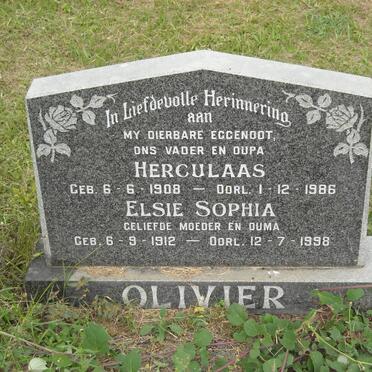 In Liefdevolle Herinnering
aan
MY DIERBARE EGGENOOT,
ONS VADER EN OUPA
HERCULAAS
GEB. 6-6-1908 — OORL. 1-12-1986
ELSIE SOPHIA
GELIEFDE MOEDER EN OUMA
GEB. 6-9-1912 — OORL. 12-7-1998
OLIVIER